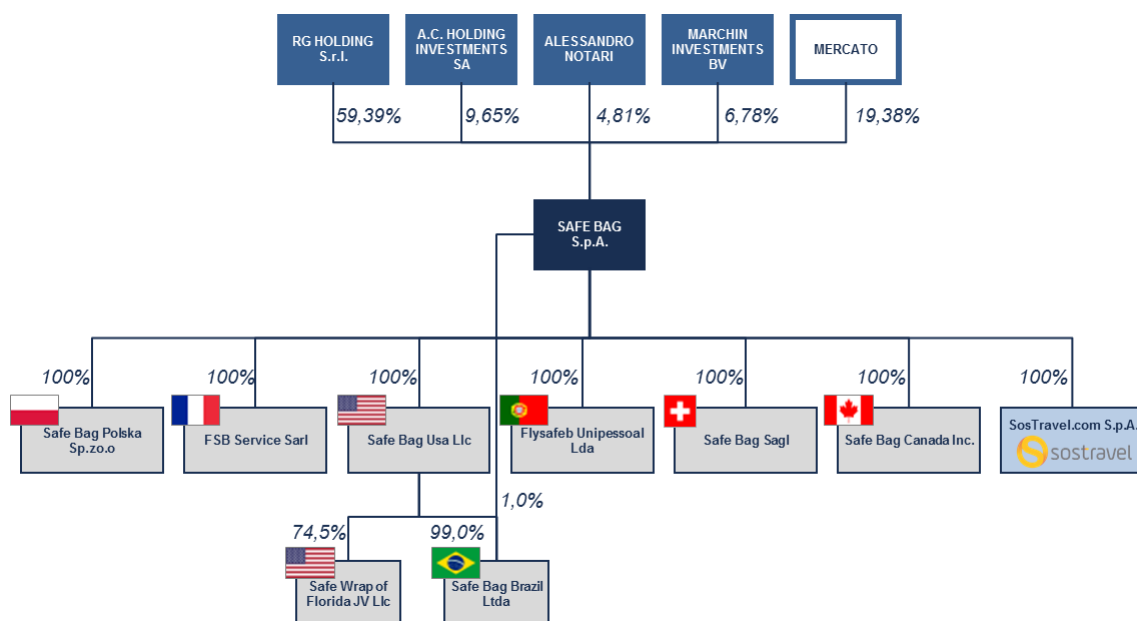 RG HOLDING
S.r.l.
A.C. HOLDING
INVESTMENTS
SA
ALESSANDRO
NOTARI
MARCHIN
INVESTMENTS
BV
MERCATO
59,39%
9,65%
4,81%
6,78%
19,38%
SAFE BAG
S.p.A.
100%
100%
100%
100%
100%
100%
100%
Safe Bag Polska
Sp.zo.o
FSB Service Sarl
Safe Bag Usa Llc
Flysafeb Unipessoal
Lda
Safe Bag Sagl
Safe Bag Canada Inc.
SosTravel.com S.p.A.
sostravel
1,0%
74,5%
99,0%
Safe Wrap of
Florida JV Llc
Safe Bag Brazil
Ltda